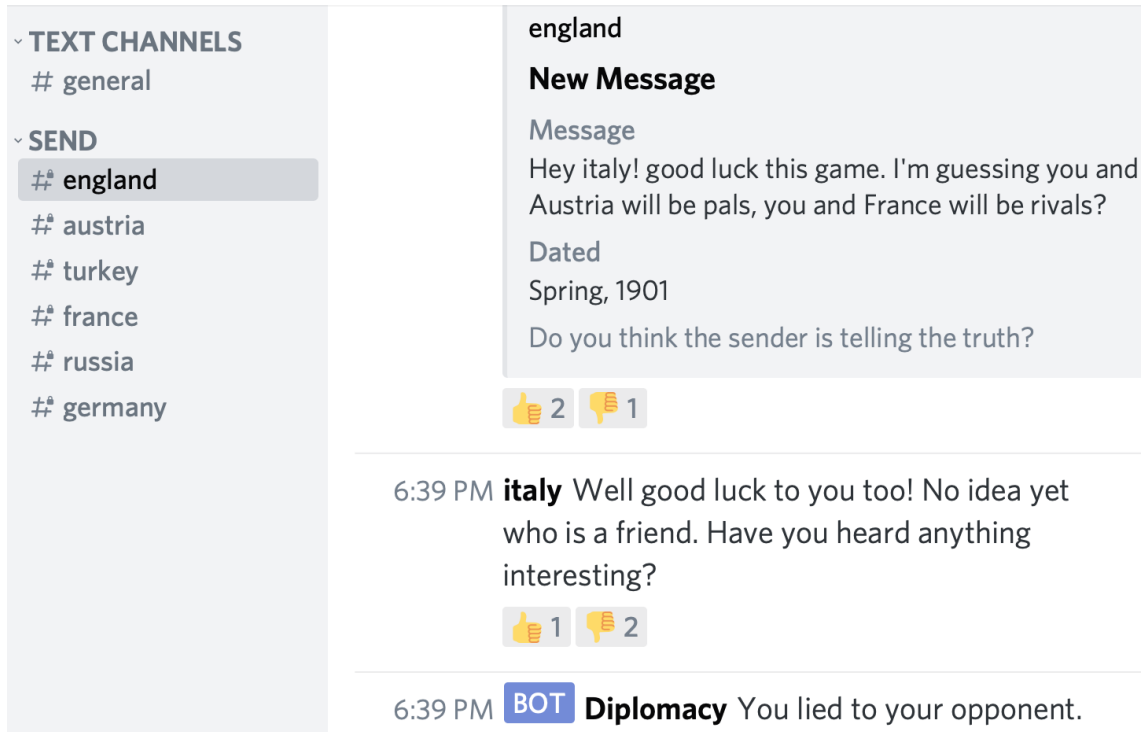 TEXT CHANNELS
# general
SEND
# england
# austria
# turkey
# france
# russia
# germany
england
New Message
Message
Hey italy! good luck this game. I'm guessing you and
Austria will be pals, you and France will be rivals?
Dated
Spring, 1901
Do you think the sender is telling the truth?
👍 2 👎 1
6:39 PM italy Well good luck to you too! No idea yet
who is a friend. Have you heard anything
interesting?
👍 1 👎 2
6:39 PM BOT Diplomacy You lied to your opponent.